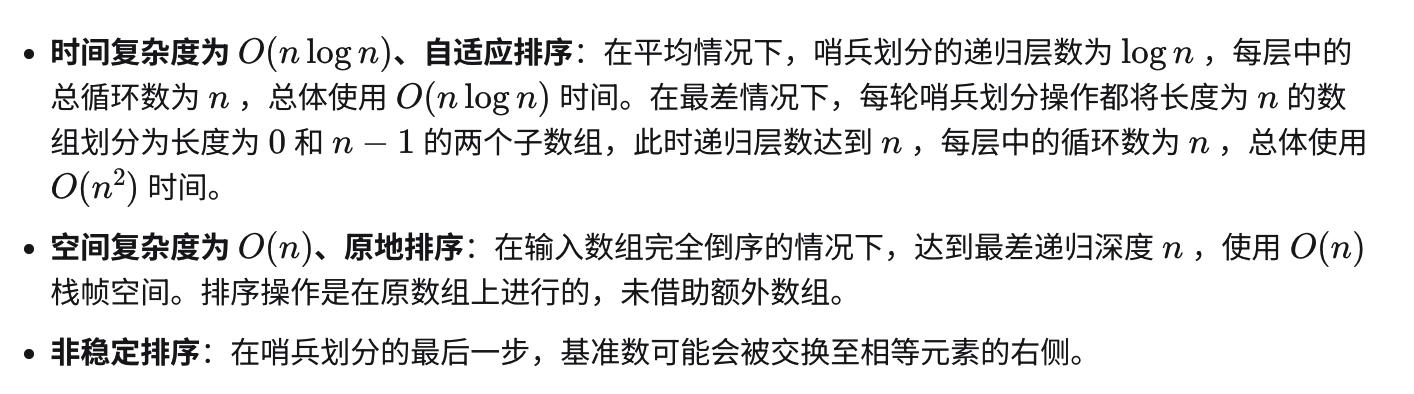 • 时间复杂度为 O(n log n)、自适应排序：在平均情况下，哨兵划分的递归层数为 log n ，每层中的
总循环数为 n ，总体使用 O(n log n) 时间。在最差情况下，每轮哨兵划分操作都将长度为 n 的数
组划分为长度为 0 和 n − 1 的两个子数组，此时递归层数达到 n ，每层中的循环数为 n ，总体使用
O(n²) 时间。
• 空间复杂度为 O(n)、原地排序：在输入数组完全倒序的情况下，达到最差递归深度 n ，使用 O(n)
栈帧空间。排序操作是在原数组上进行的，未借助额外数组。
• 非稳定排序：在哨兵划分的最后一步，基准数可能会被交换至相等元素的右侧。